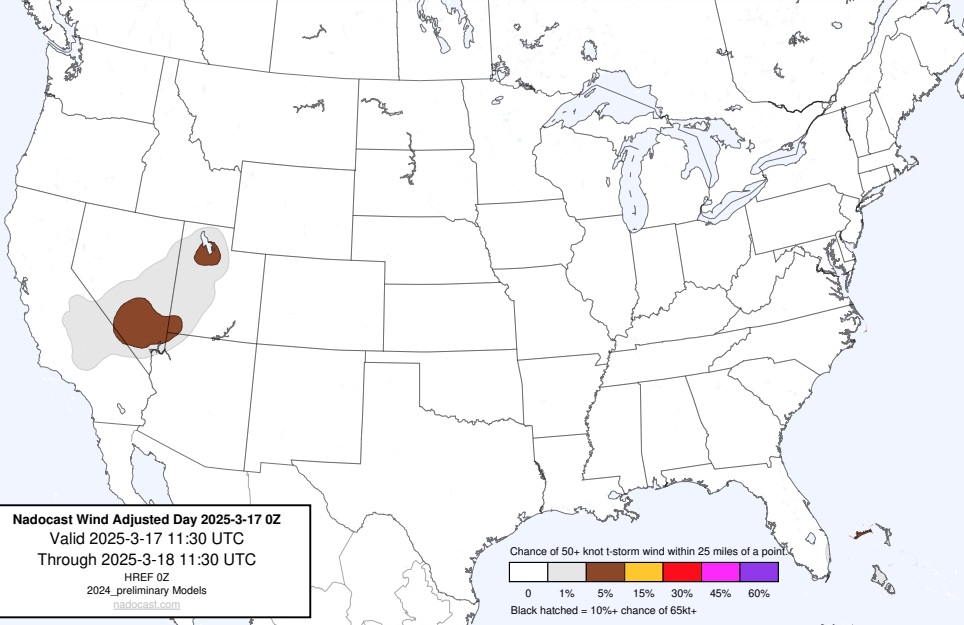 Nadocast Wind Adjusted Day 2025-3-17 0Z
Valid 2025-3-17 11:30 UTC
Through 2025-3-18 11:30 UTC
HREF 0Z
2024_preliminary Models
nadocast.com
Chance of 50+ knot t-storm wind within 25 miles of a point.
0 1% 5% 15% 30% 45% 60%
Black hatched = 10%+ chance of 65kt+